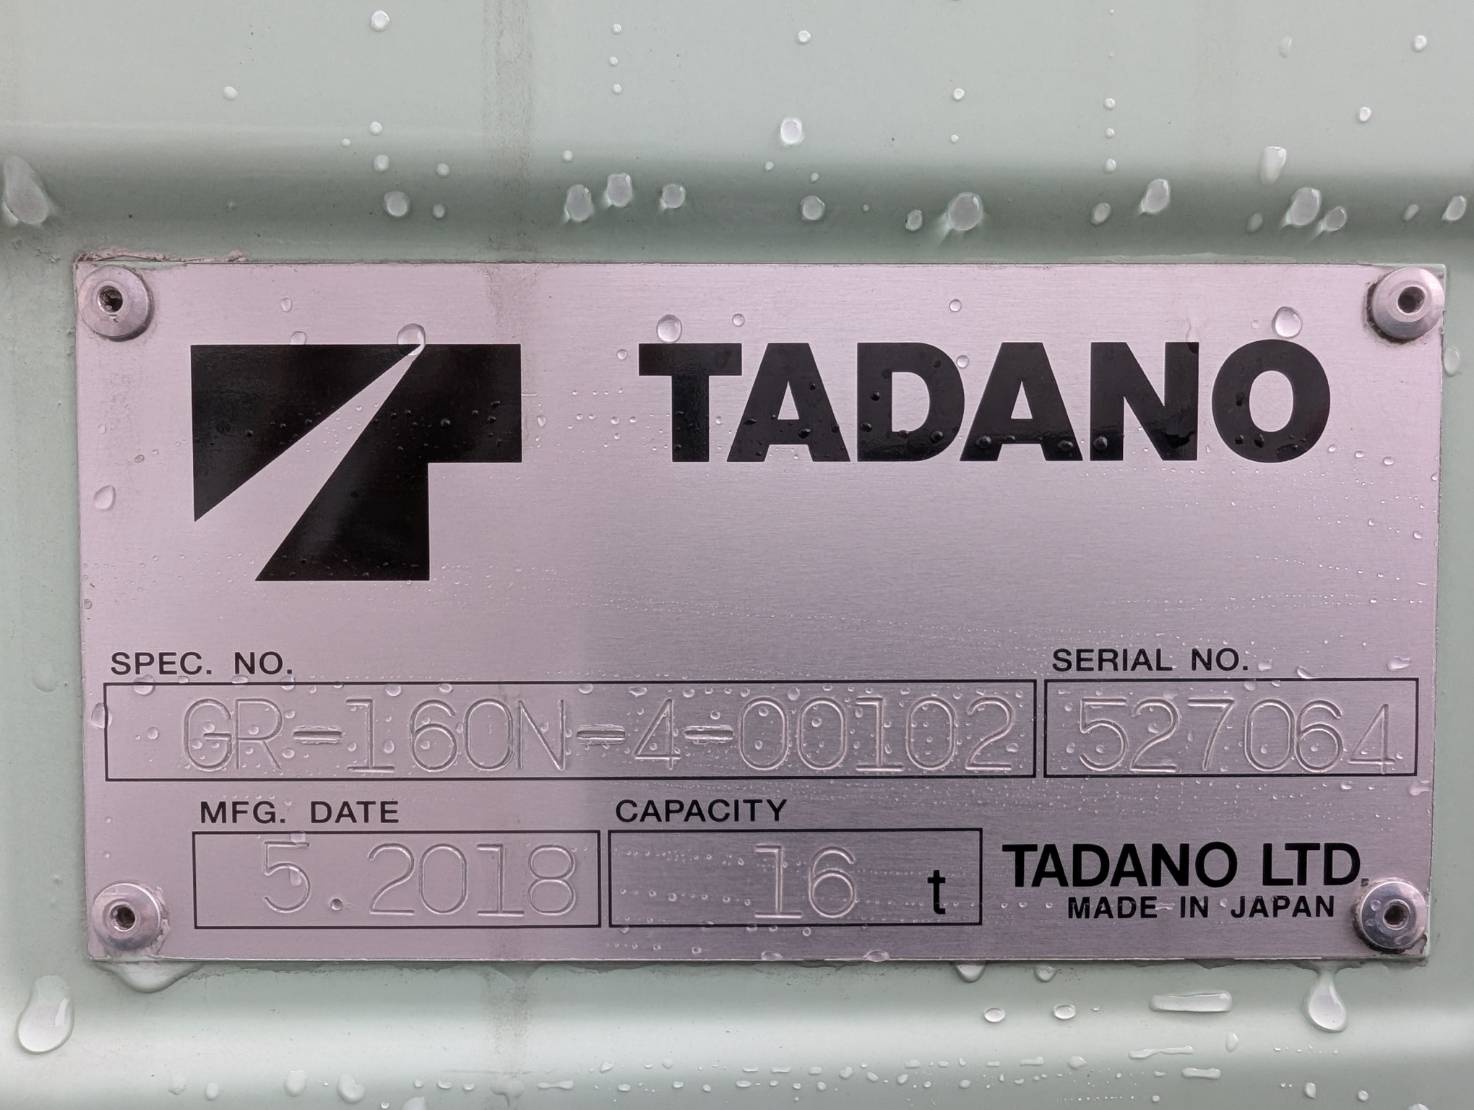 TADANO
SPEC. NO. SERIAL NO.
GR-160N-4-00102 527064
MFG. DATE CAPACITY
5.2018 16 t TADANO LTD.
MADE IN JAPAN